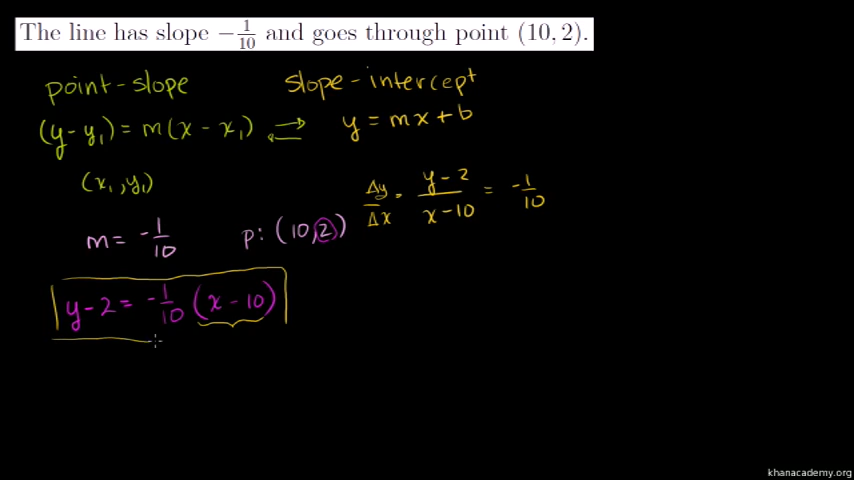 The line has slope −1/10 and goes through point (10, 2).
point-slope
slope-intercept
(y-y₁) = m(x - x₁) ⇄ y = mx + b
(x₁, y₁)
Δy/Δx = y-2/x-10 = -1/10
m = -1/10
p: (10, 2)
y-2 = -1/10 (x - 10)
khanacademy.org